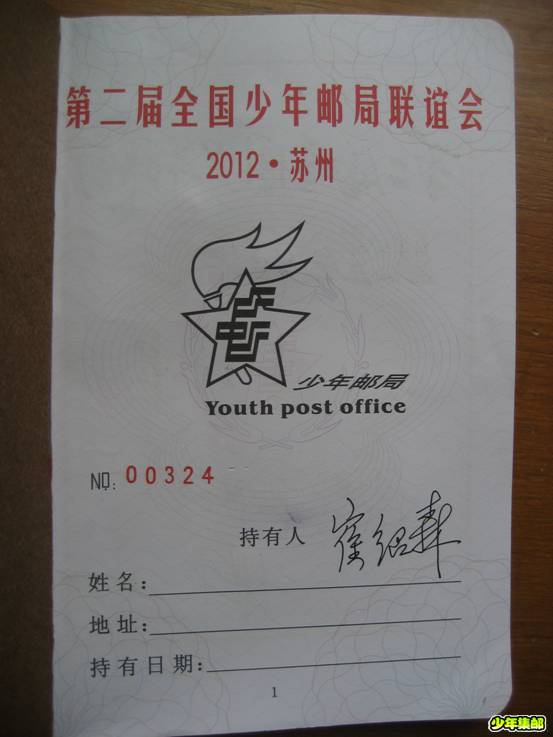 第二届全国少年邮局联谊会
2012·苏州
少年邮局
Youth post office
NO: 00324
持有人
姓名:
地址:
持有日期:
1
少年集邮